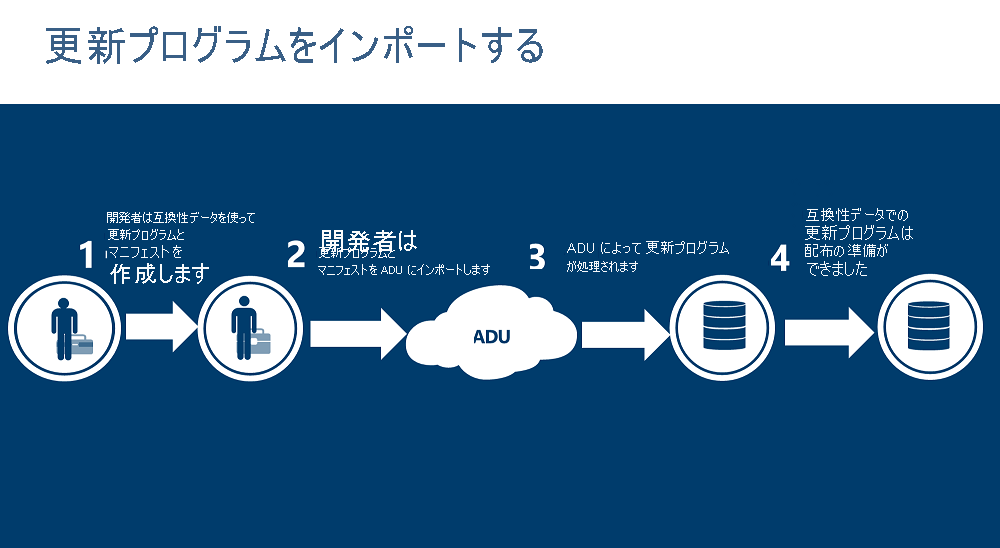 更新プログラムをインポートする
1
開発者は互換性データを使って
更新プログラムと
マニフェストを
作成します
2
開発者は
更新プログラムと
マニフェストを ADU にインポートします
3
ADU によって 更新プログラム
が処理されます
4
互換性データでの
更新プログラムは
配布の準備が
できました
ADU